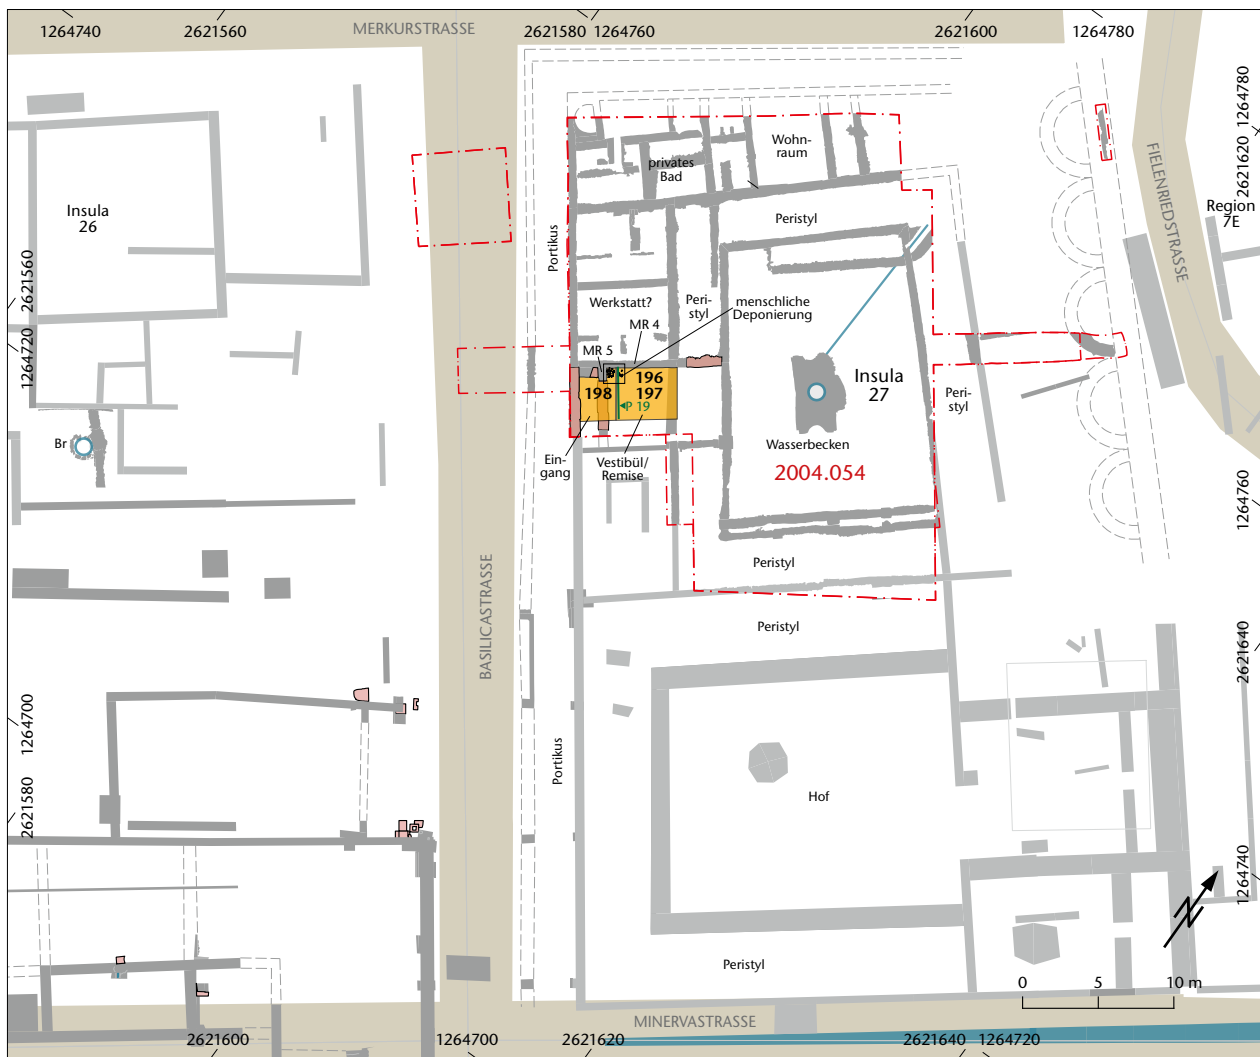 1264740
2621560
MERKURSTRASSE
2621580
1264760
2621600
1264780
1264780
2621620
FIELENRIEDSTRASSE
Region
7E
Insula
26
privates
Bad
Wohn-
raum
Peristyl
Portikus
2621560
1264720
Werkstatt?
Peri-
styl
menschliche
Deponierung
MR 4
MR 5
196
198
197
P 19
Insula
27
Peri-
styl
Br
Ein-
gang
Vestibül/
Remise
Wasserbecken
2004.054
1264760
BASILICASTRASSE
Peristyl
Peristyl
2621640
1264700
Portikus
2621580
Hof
1264740
Peristyl
0
5
10 m
MINERVASTRASSE
2621600
1264700
2621620
2621640
1264720